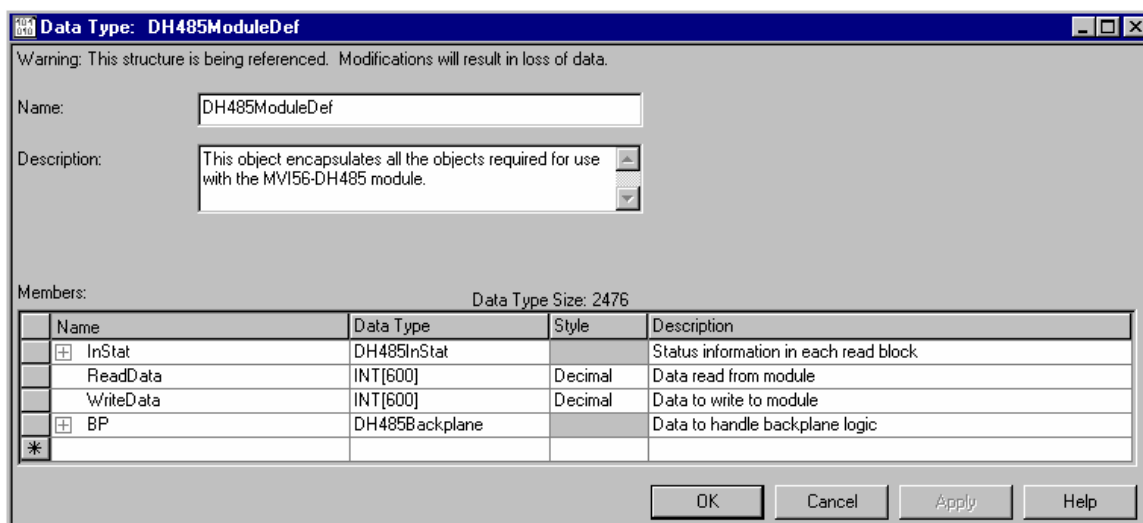 Data Type: DH485ModuleDef
Warning: This structure is being referenced. Modifications will result in loss of data.
Name: DH485ModuleDef
Description: This object encapsulates all the objects required for use
with the MVI56-DH485 module.
Members: Data Type Size: 2476
Name Data Type Style Description
InStat DH485InStat Status information in each read block
ReadData INT[600] Decimal Data read from module
WriteData INT[600] Decimal Data to write to module
BP DH485Backplane Data to handle backplane logic
OK Cancel Apply Help